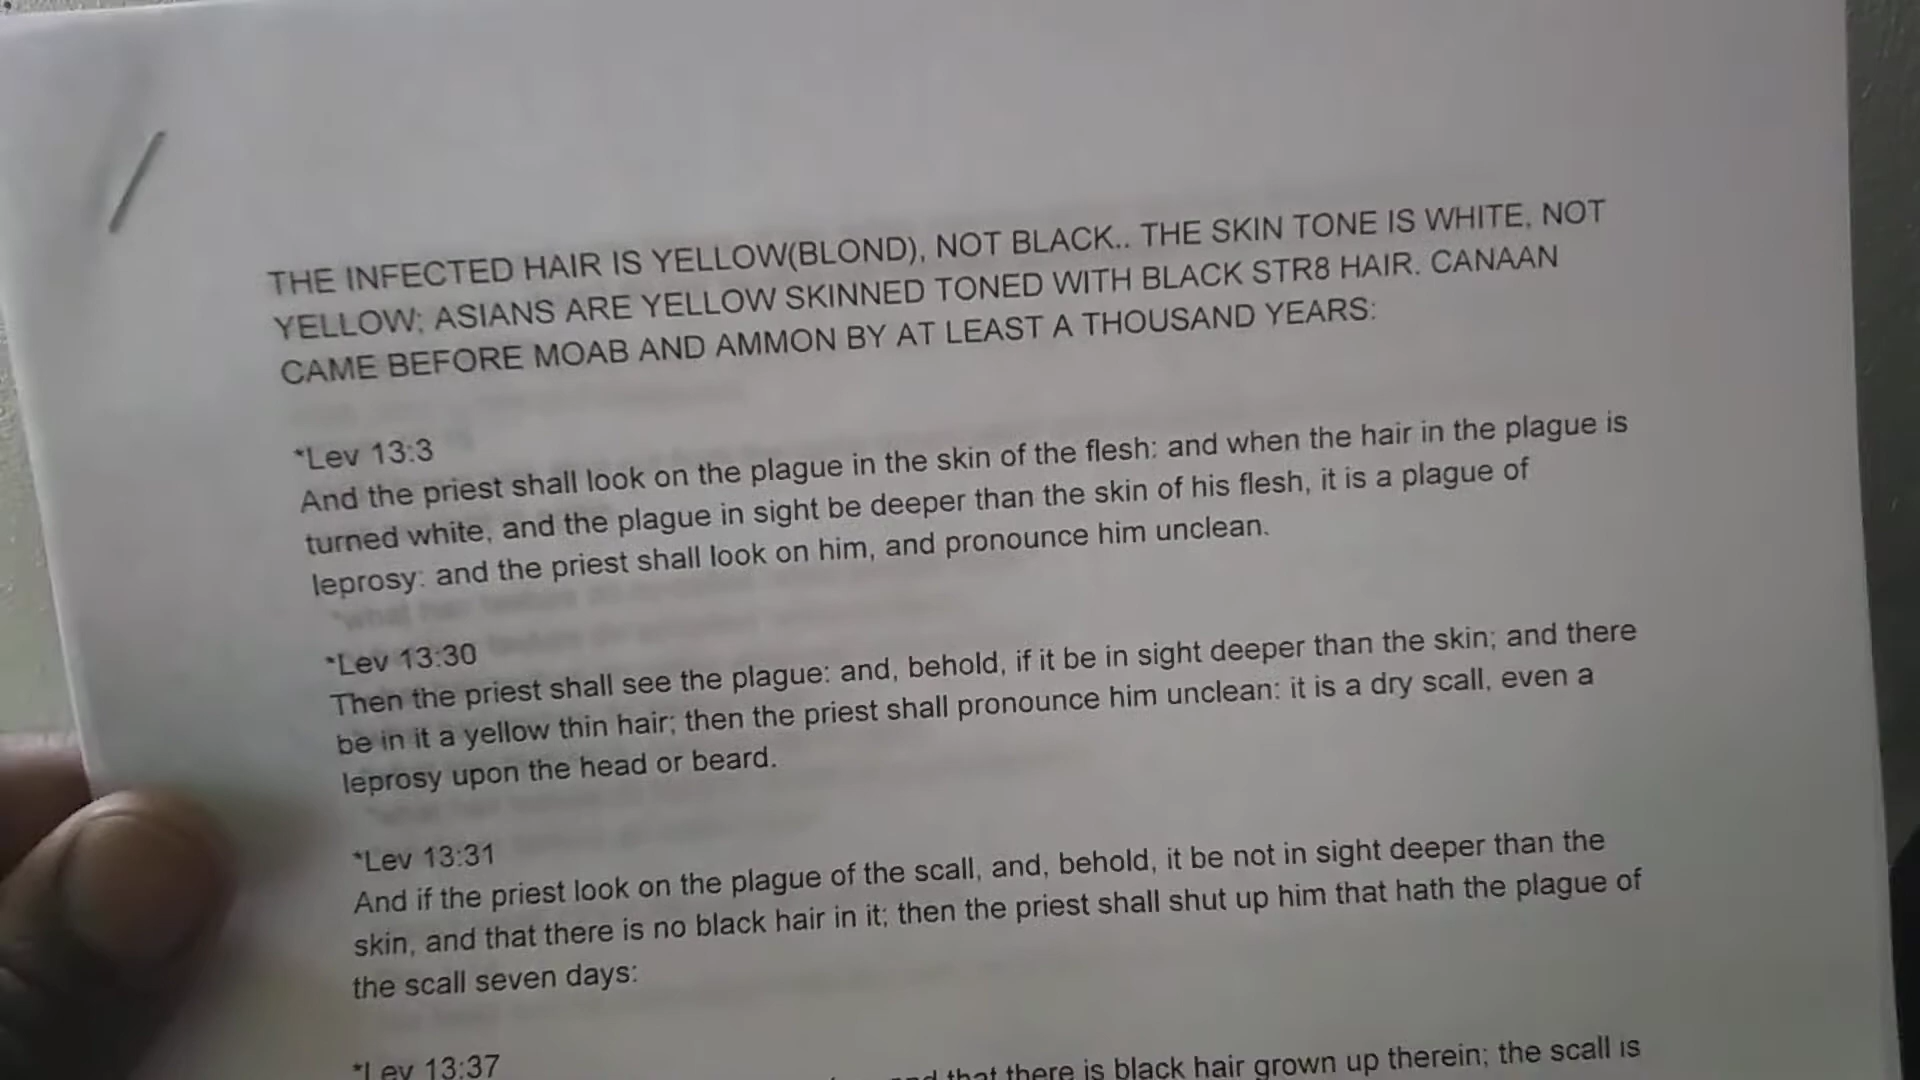 THE INFECTED HAIR IS YELLOW(BLOND), NOT BLACK.. THE SKIN TONE IS WHITE, NOT
YELLOW; ASIANS ARE YELLOW SKINNED TONED WITH BLACK STR8 HAIR. CANAAN
CAME BEFORE MOAB AND AMMON BY AT LEAST A THOUSAND YEARS:
*Lev 13:3
And the priest shall look on the plague in the skin of the flesh: and when the hair in the plague is
turned white, and the plague in sight be deeper than the skin of his flesh, it is a plague of
leprosy: and the priest shall look on him, and pronounce him unclean.
*Lev 13:30
Then the priest shall see the plague: and, behold, if it be in sight deeper than the skin; and there
be in it a yellow thin hair; then the priest shall pronounce him unclean: it is a dry scall, even a
leprosy upon the head or beard.
*Lev 13:31
And if the priest look on the plague of the scall, and, behold, it be not in sight deeper than the
skin, and that there is no black hair in it; then the priest shall shut up him that hath the plague of
the scall seven days:
*Lev 13:37
that there is black hair grown up therein; the scall is